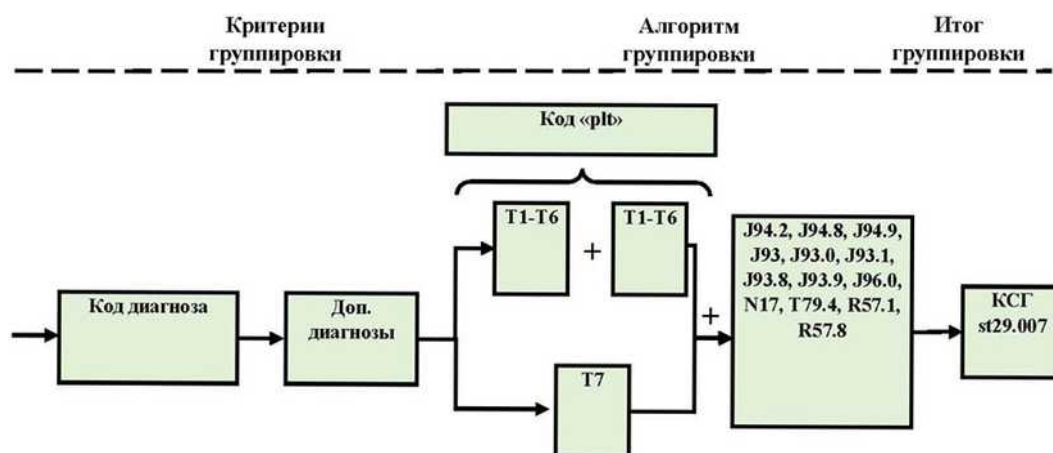 Критерии
группировки
Алгоритм
группировки
Итог
группировки
Код «plt»
T1-T6
+
T1-T6
J94.2, J94.8, J94.9,
J93, J93.0, J93.1,
J93.8, J93.9, J96.0,
N17, T79.4, R57.1,
R57.8
+
Код диагноза
Доп.
диагнозы
КСГ
st29.007
T7